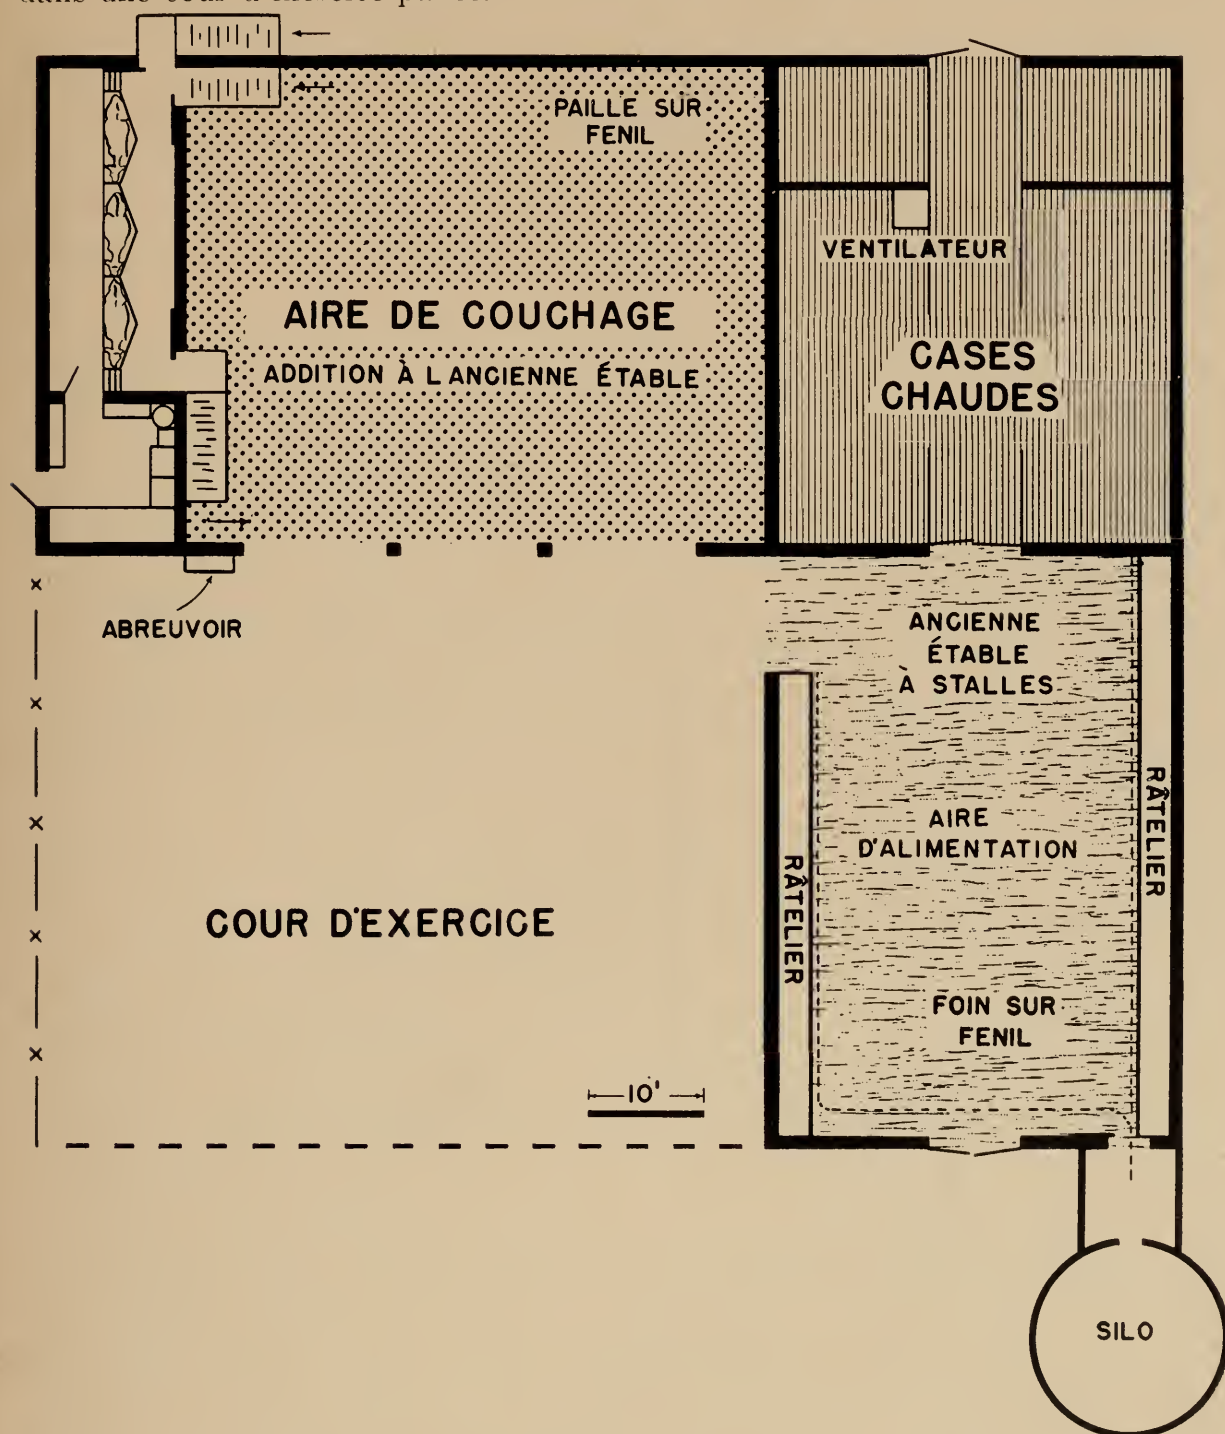 PAILLE SUR
FENIL
VENTILATEUR
AIRE DE COUCHAGE
ADDITION À L ANCIENNE ÉTABLE
CASES
CHAUDES
ABREUVOIR
ANCIENNE
ÉTABLE
À STALLES
RÂTELIER
AIRE
D'ALIMENTATION
RÂTELIER
COUR D'EXERCICE
FOIN SUR
FENIL
10'
SILO